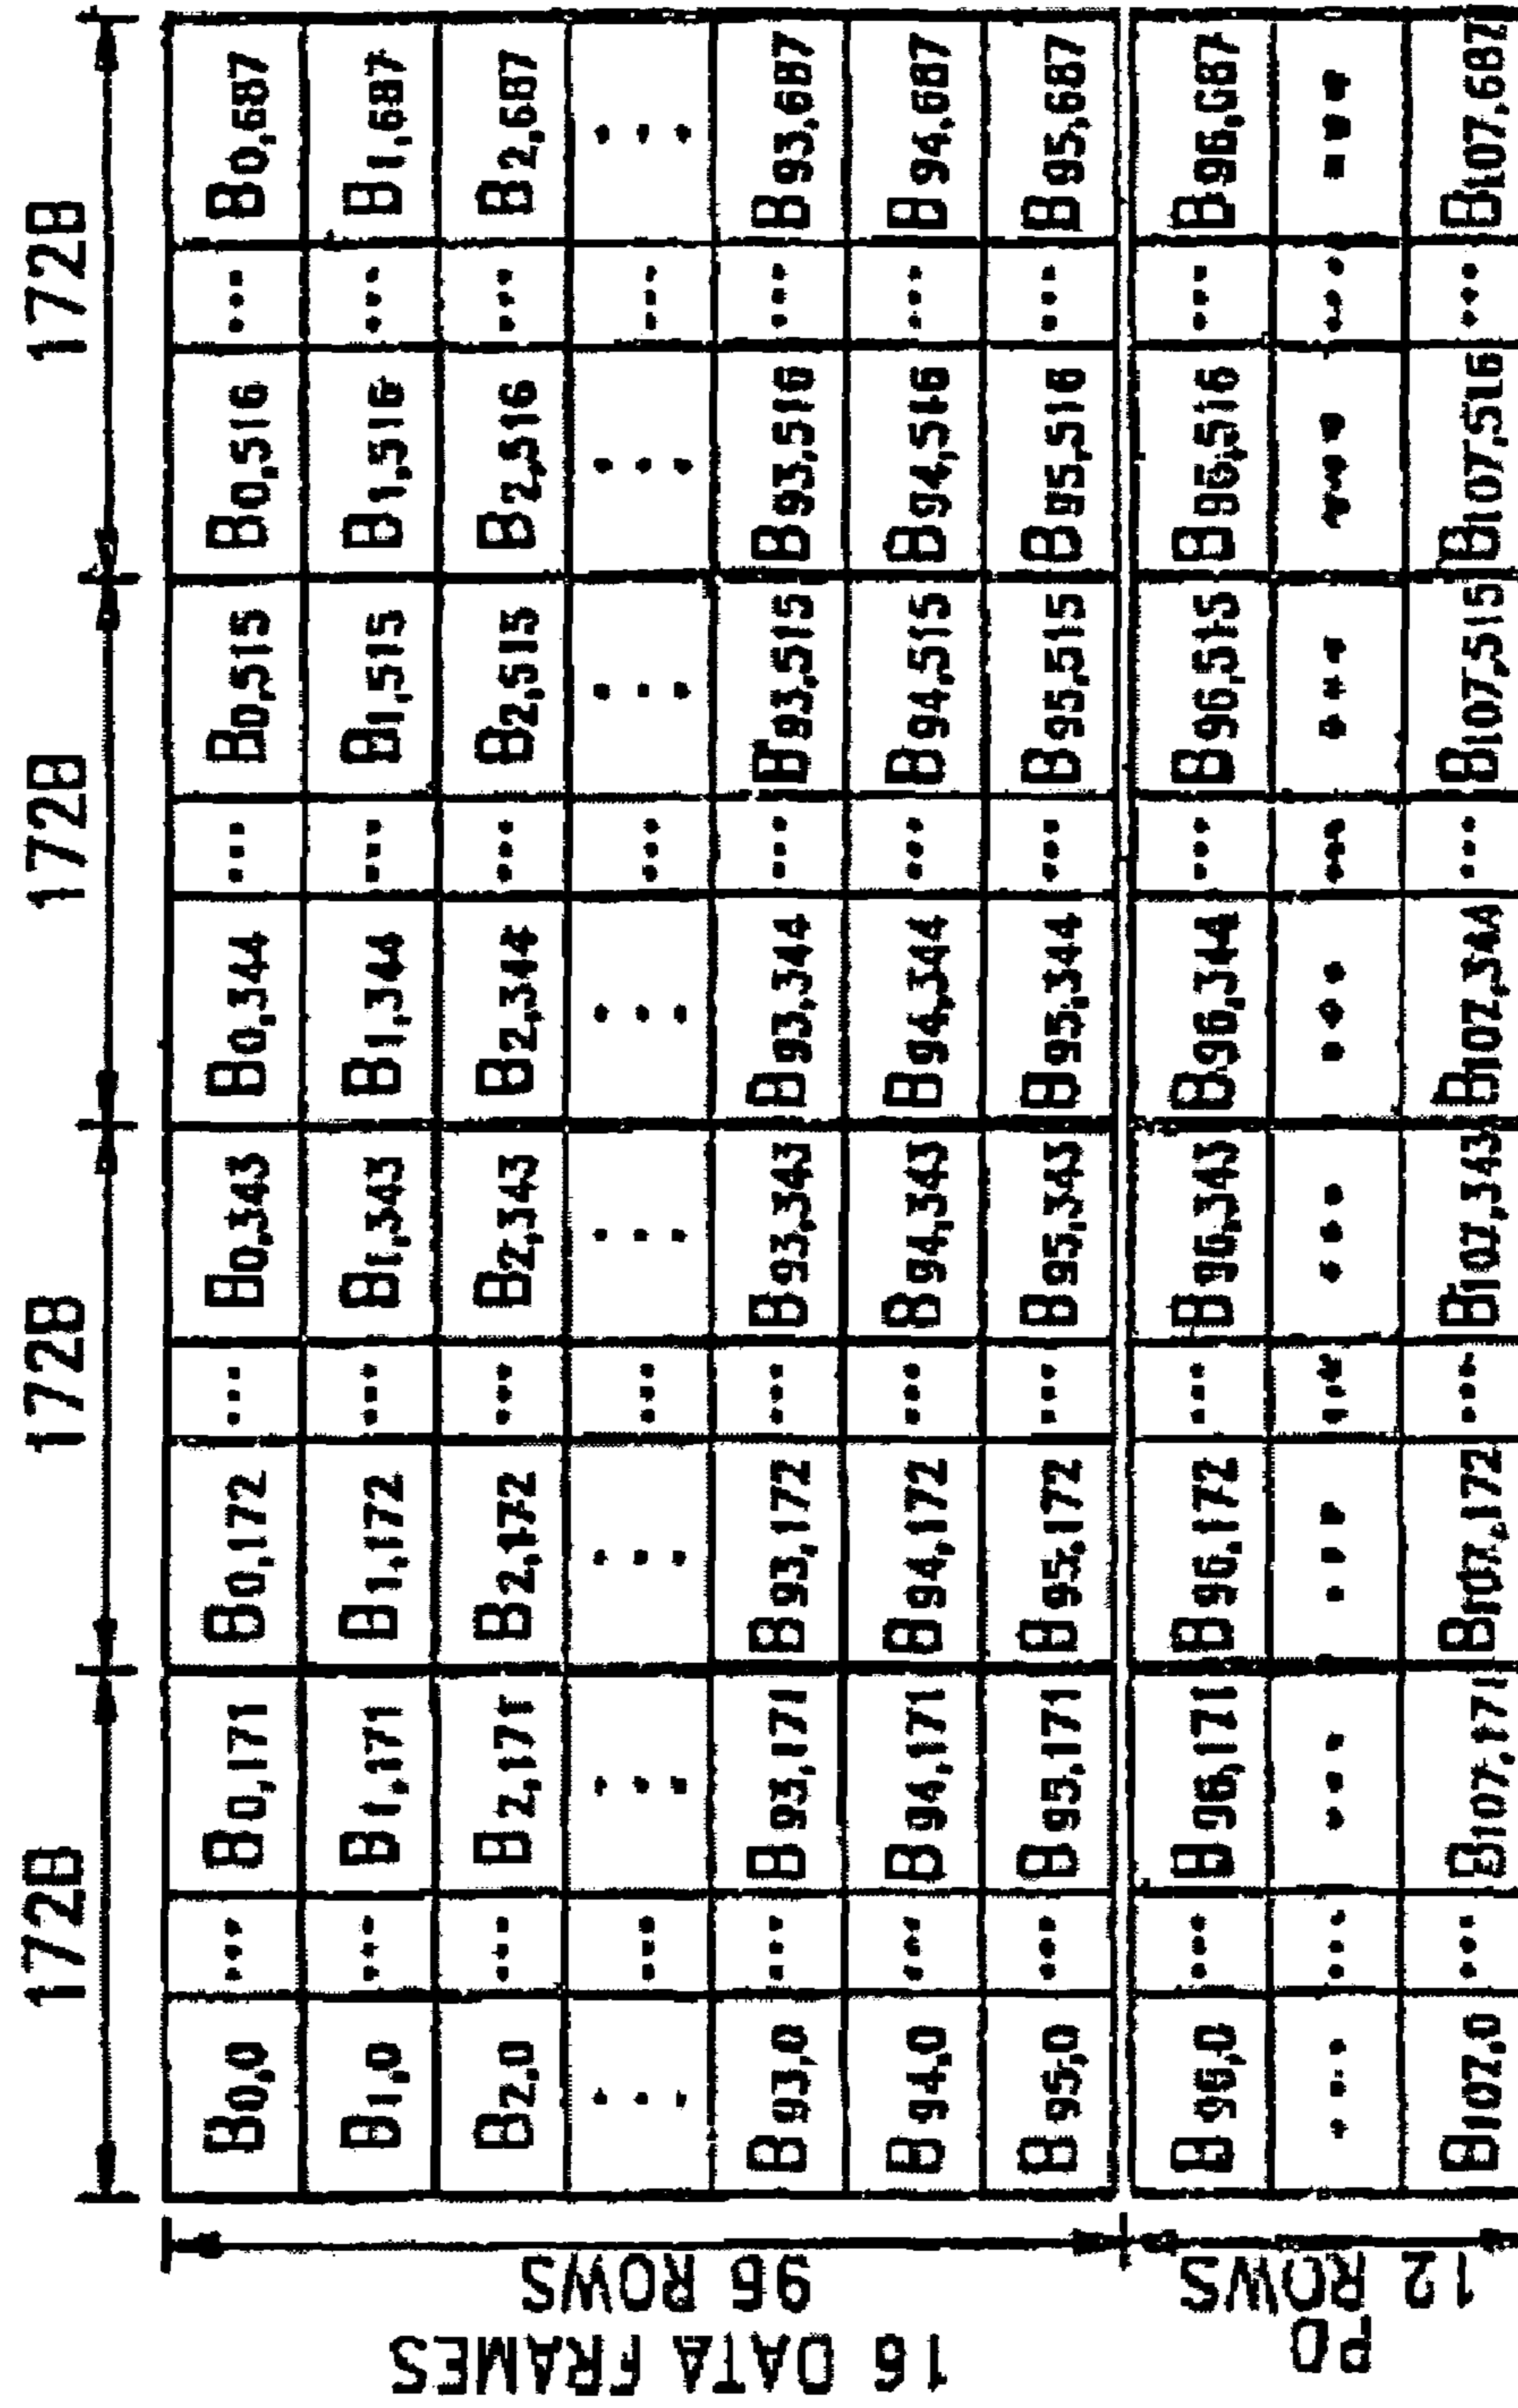 172B 172B 172B 172B
B0,0 ... B0,171 B0,172 ... B0,343 B0,344 ... B0,515 B0,516 ... B0,687
B1,0 ... B1,171 B1,172 ... B1,343 B1,344 ... B1,515 B1,516 ... B1,687
B2,0 ... B2,171 B2,172 ... B2,343 B2,344 ... B2,515 B2,516 ... B2,687
B93,0 ... B93,171 B93,172 ... B93,343 B93,344 ... B93,515 B93,516 ... B93,687
B94,0 ... B94,171 B94,172 ... B94,343 B94,344 ... B94,515 B94,516 ... B94,687
B95,0 ... B95,171 B95,172 ... B95,343 B95,344 ... B95,515 B95,516 ... B95,687
B96,0 ... B96,171 B96,172 ... B96,343 B96,344 ... B96,515 B96,516 ... B96,687
B107,0 ... B107,171 B107,172 ... B107,343 B107,344 ... B107,515 B107,516 ... B107,687
16 DATA FRAMES
96 ROWS
PO
12 ROWS